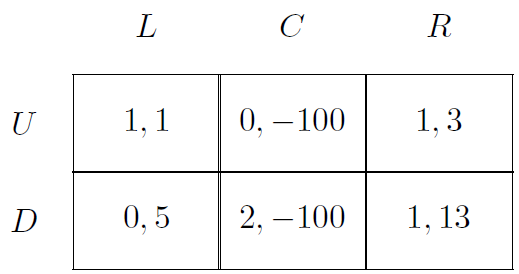 L C R
U 1, 1 0, −100 1, 3
D 0, 5 2, −100 1, 13